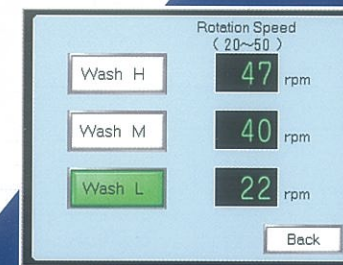 Rotation Speed
( 20～50 )
Wash H 47 rpm
Wash M 40 rpm
Wash L 22 rpm
Back